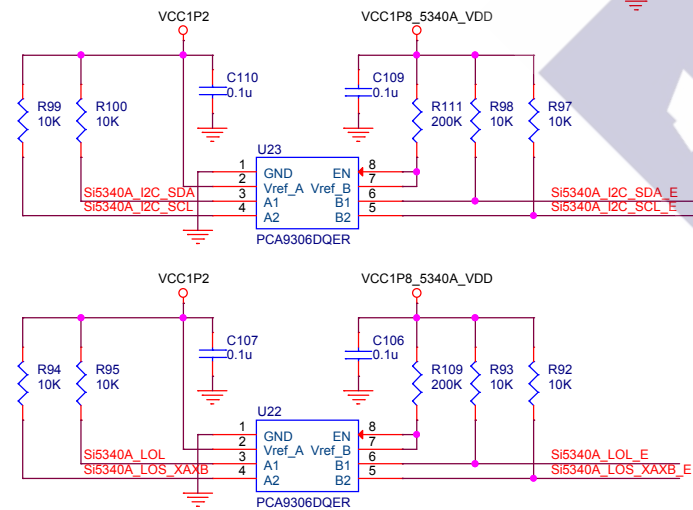 VCC1P2
VCC1P8_5340A_VDD
C110
0.1u
C109
0.1u
R99
10K
R100
10K
R111
200K
R98
10K
R97
10K
U23
1 GND EN 8
2 Vref_A Vref_B 7
Si5340A_I2C_SDA 3 A1 B1 6 Si5340A_I2C_SDA_E
Si5340A_I2C_SCL 4 A2 B2 5 Si5340A_I2C_SCL_E
PCA9306DQER
VCC1P2
VCC1P8_5340A_VDD
C107
0.1u
C106
0.1u
R94
10K
R95
10K
R109
200K
R93
10K
R92
10K
U22
1 GND EN 8
2 Vref_A Vref_B 7
Si5340A_LOL 3 A1 B1 6 Si5340A_LOL_E
Si5340A_LOS_XAXB 4 A2 B2 5 Si5340A_LOS_XAXB_E
PCA9306DQER